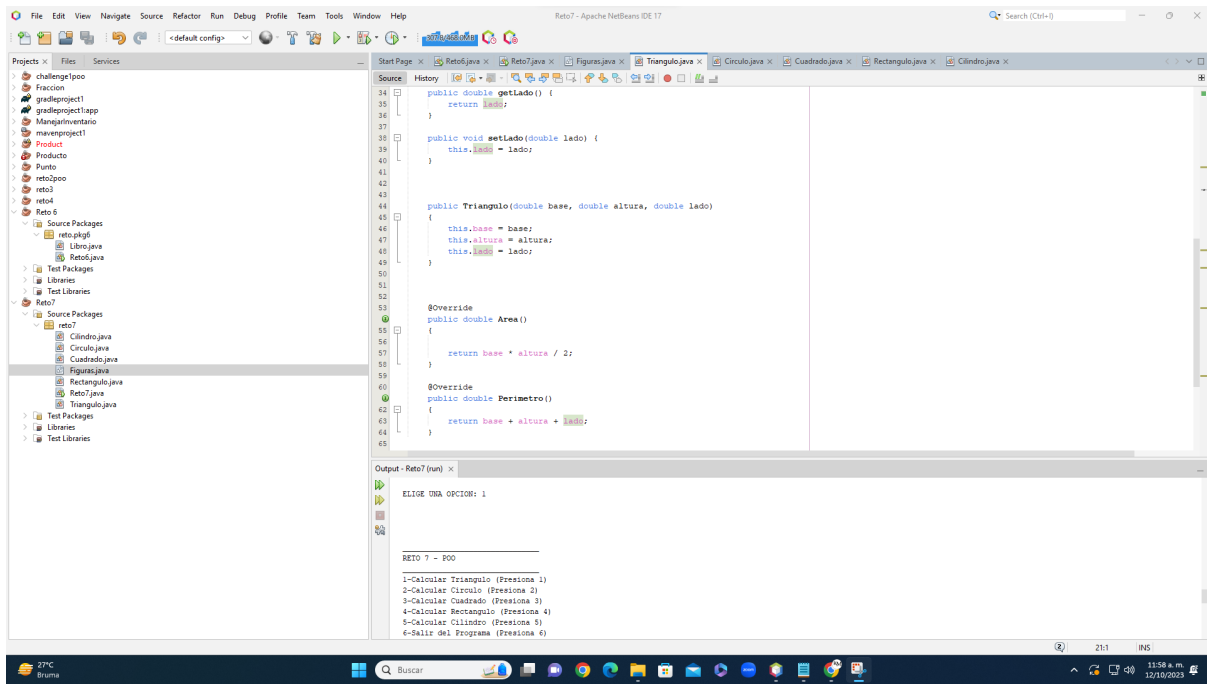 File Edit View Navigate Source Refactor Run Debug Profile Team Tools Window Help
Reto7 - Apache NetBeans IDE 17
Search (Ctrl+I)
<default config>
Projects Files Services
challenge1poo
Fraccion
gradleproject1
gradleproject1:app
ManejarInventario
mavenproject1
Product
Producto
Punto
reto2poo
reto3
reto4
Reto 6
Source Packages
reto.pkg6
Libro.java
Reto6.java
Test Packages
Libraries
Test Libraries
Reto7
Source Packages
reto7
Cilindro.java
Circulo.java
Cuadrado.java
Figuras.java
Rectangulo.java
Reto7.java
Triangulo.java
Test Packages
Libraries
Test Libraries
Start Page Reto6.java Reto7.java Figuras.java Triangulo.java Circulo.java Cuadrado.java Rectangulo.java Cilindro.java
Source History
34 public double getLado() {
35 return lado;
36 }
37
38 public void setLado(double lado) {
39 this.lado = lado;
40 }
41
42
43
44 public Triangulo(double base, double altura, double lado)
45 {
46 this.base = base;
47 this.altura = altura;
48 this.lado = lado;
49 }
50
51
52
53 @Override
public double Area()
55 {
56
57 return base * altura / 2;
58 }
59
60 @Override
public double Perimetro()
62 {
63 return base + altura + lado;
64 }
65
Output - Reto7 (run)
ELIGE UNA OPCION: 1
RETO 7 - POO
1-Calcular Triangulo (Presiona 1)
2-Calcular Circulo (Presiona 2)
3-Calcular Cuadrado (Presiona 3)
4-Calcular Rectangulo (Presiona 4)
5-Calcular Cilindro (Presiona 5)
6-Salir del Programa (Presiona 6)
21:1 INS
27°C
Bruma
Buscar
11:58 a. m.
12/10/2023